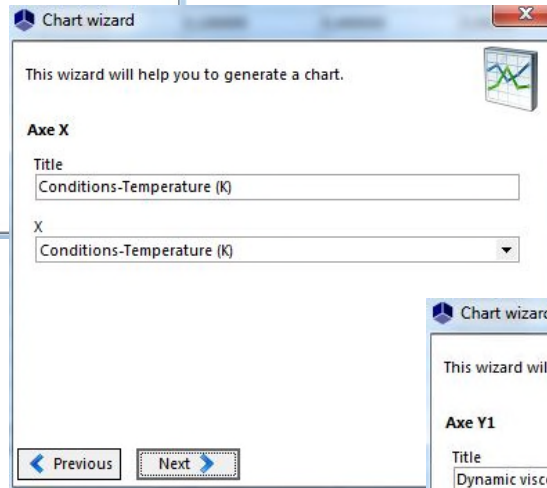 Chart wizard
This wizard will help you to generate a chart.
Axe X
Title
Conditions-Temperature (K)
X
Conditions-Temperature (K)
Previous
Next
Chart wizard
This wizard wil
Axe Y1
Title
Dynamic visc